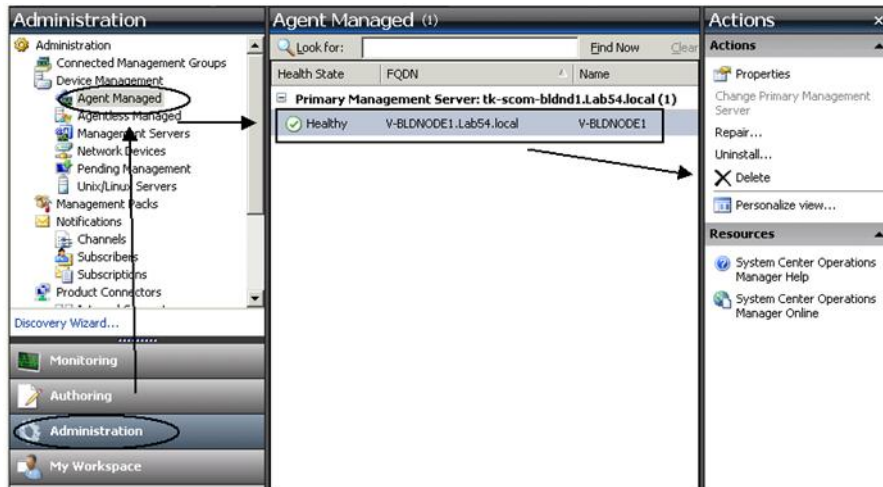 Administration
Administration
Connected Management Groups
Device Management
Agent Managed
Agentless Managed
Management Servers
Network Devices
Pending Management
Unix/Linux Servers
Management Packs
Notifications
Channels
Subscribers
Subscriptions
Product Connectors
Discovery Wizard...
Monitoring
Authoring
Administration
My Workspace
Agent Managed (1)
Look for:
Find Now
Clear
Health State
FQDN
Name
Primary Management Server: tk-scom-bldnd1.Lab54.local (1)
Healthy
V-BLDNODE1.Lab54.local
V-BLDNODE1
Actions
Actions
Properties
Change Primary Management
Server
Repair...
Uninstall...
Delete
Personalize view...
Resources
System Center Operations
Manager Help
System Center Operations
Manager Online